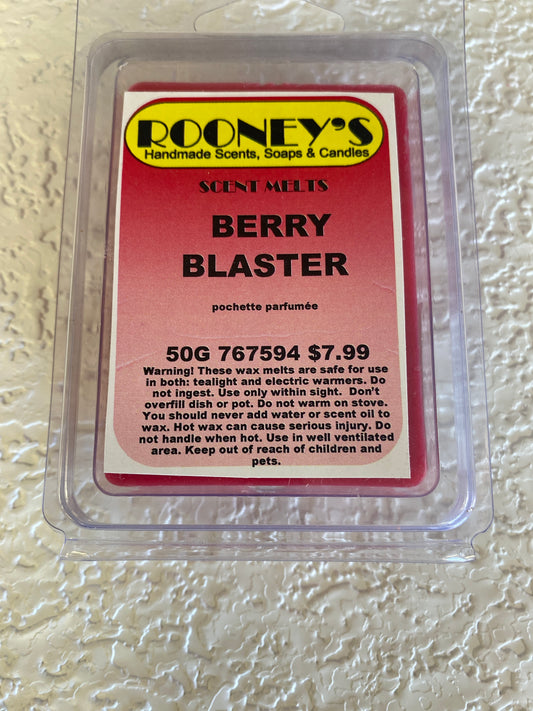 ROONEY'S
Handmade Scents, Soaps & Candles
SCENT MELTS
BERRY
BLASTER
pochette parfumée
50G 767594 $7.99
Warning! These wax melts are safe for use
in both: tealight and electric warmers. Do
not ingest. Use only within sight.  Don't
overfill dish or pot. Do not warm on stove.
You should never add water or scent oil to
wax. Hot wax can cause serious injury. Do
not handle when hot. Use in well ventilated
area. Keep out of reach of children and
pets.